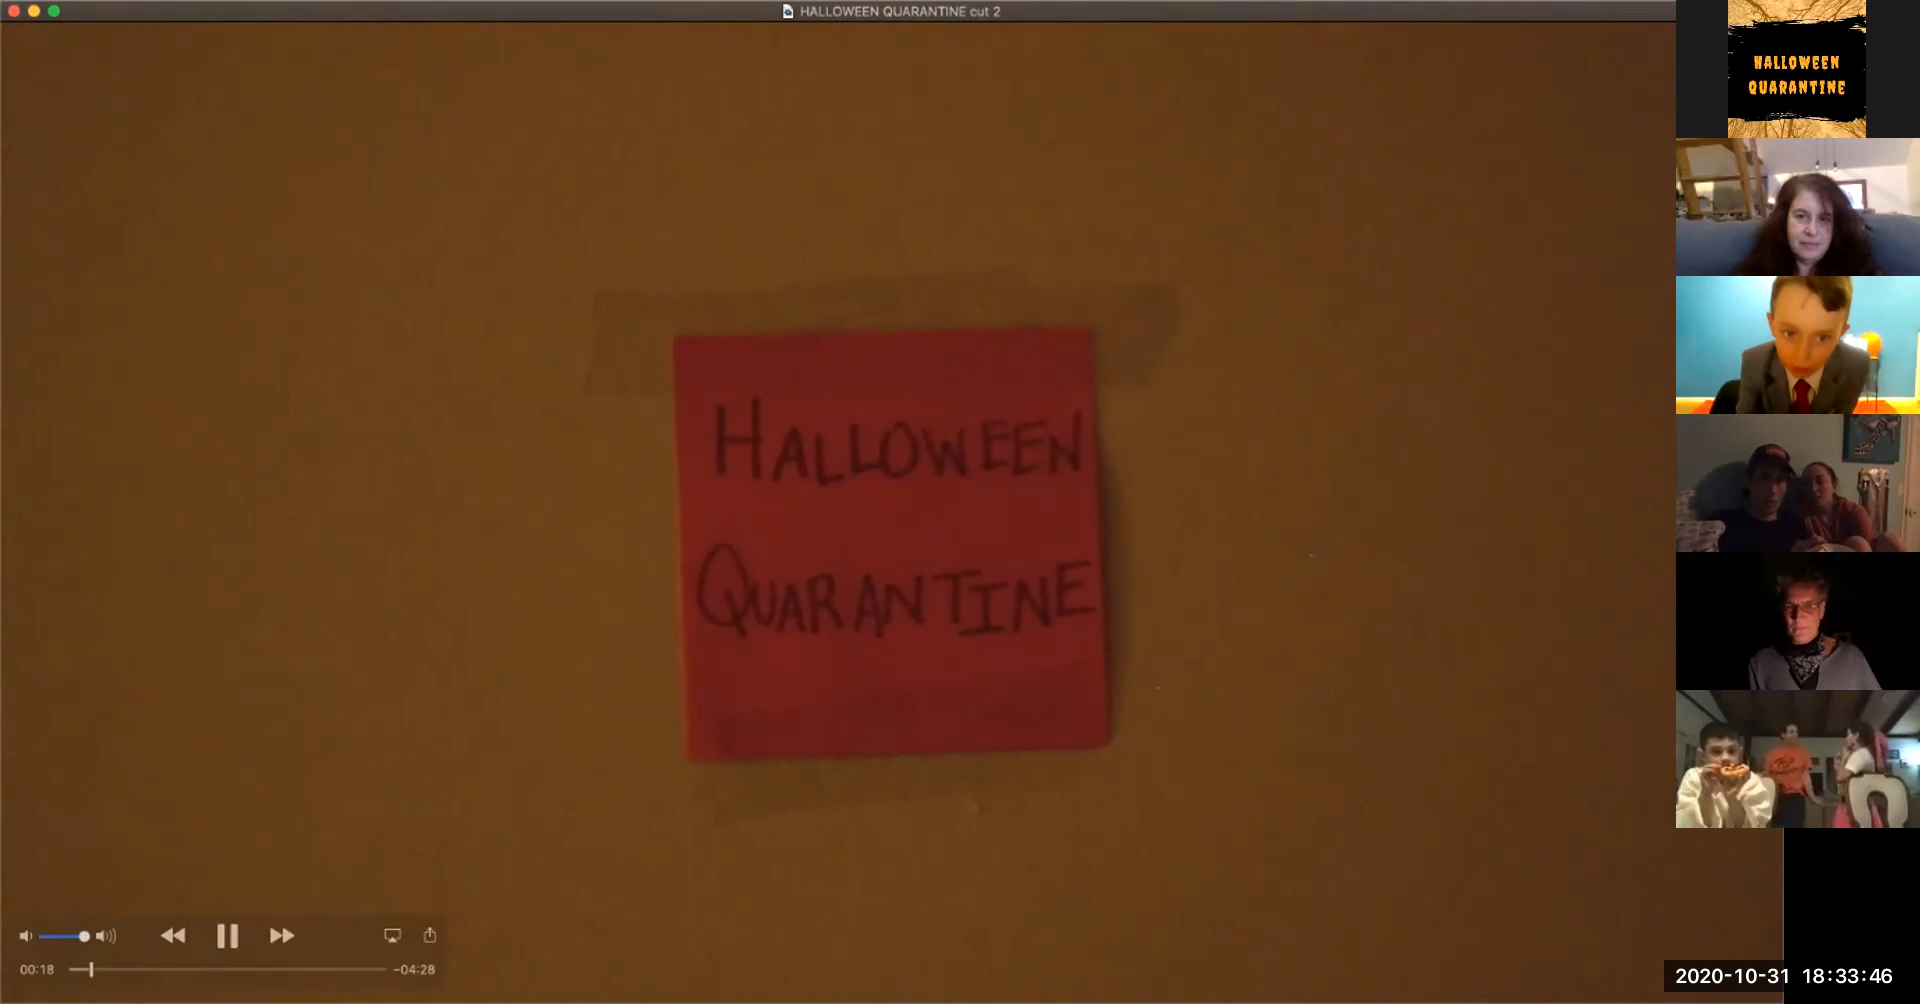 HALLOWEEN QUARANTINE cut 2
HALLOWEEN
QUARANTINE
HALLOWEEN
QUARANTINE
00:18
-04:28
2020-10-31 18:33:46